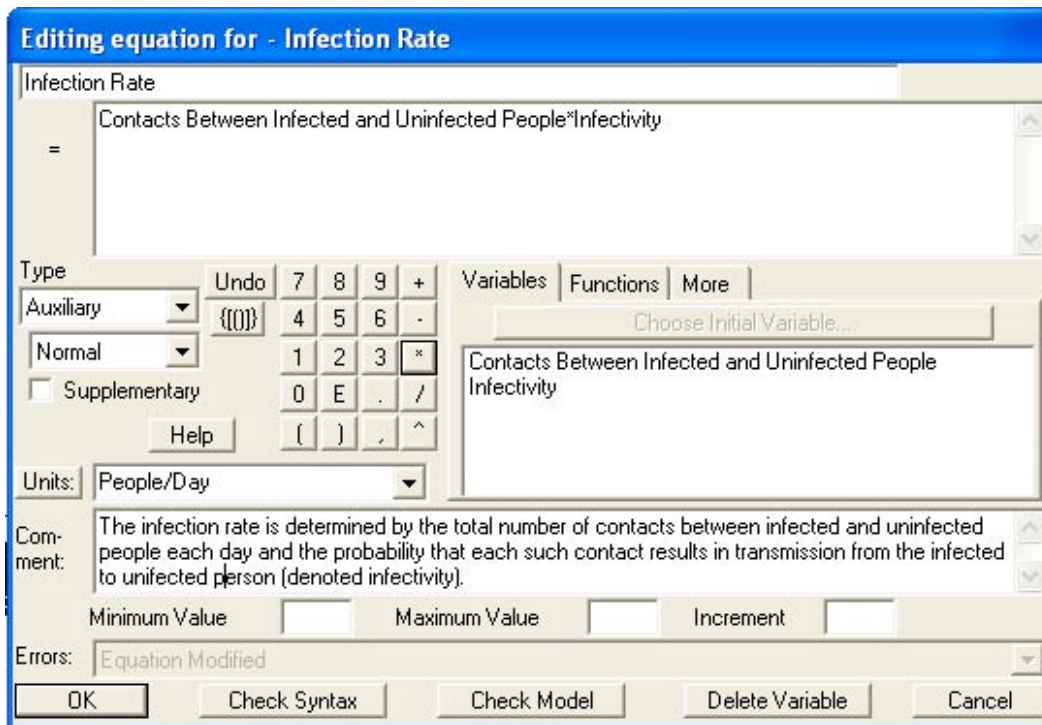 Editing equation for - Infection Rate
Infection Rate
=
Contacts Between Infected and Uninfected People*Infectivity
Type
Auxiliary
Normal
Supplementary
Help
Undo 7 8 9 +
{[()]} 4 5 6 -
1 2 3 *
0 E . /
( ) , ^
Variables Functions More
Choose Initial Variable...
Contacts Between Infected and Uninfected People
Infectivity
Units: People/Day
Com-
ment:
The infection rate is determined by the total number of contacts between infected and uninfected
people each day and the probability that each such contact results in transmission from the infected
to unifected person (denoted infectivity).
Minimum Value Maximum Value Increment
Errors: Equation Modified
OK Check Syntax Check Model Delete Variable Cancel